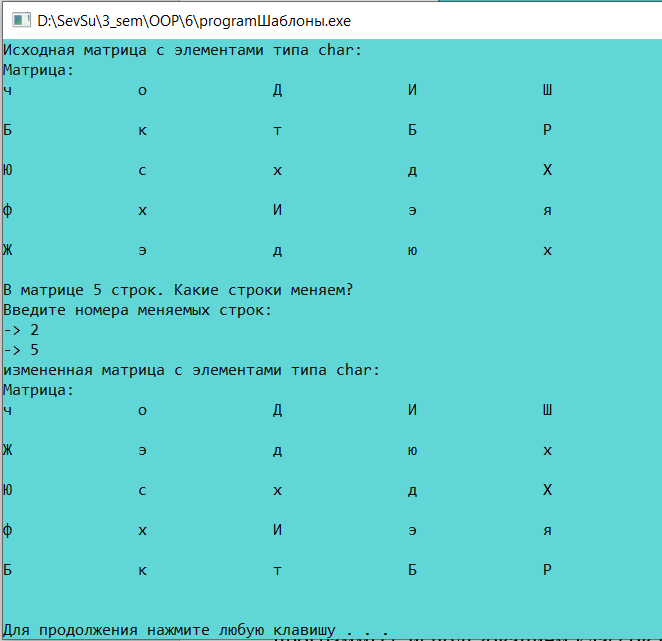 D:\SevSu\3_sem\OOP\6\programШаблоны.exe
Исходная матрица с элементами типа char:
Матрица:
ч о Д И Ш
Б к т Б Р
Ю с х д Х
ф х И э я
Ж э д ю х
В матрице 5 строк. Какие строки меняем?
Введите номера меняемых строк:
-> 2
-> 5
измененная матрица с элементами типа char:
Матрица:
ч о Д И Ш
Ж э д ю х
Ю с х д Х
ф х И э я
Б к т Б Р
Для продолжения нажмите любую клавишу . . .